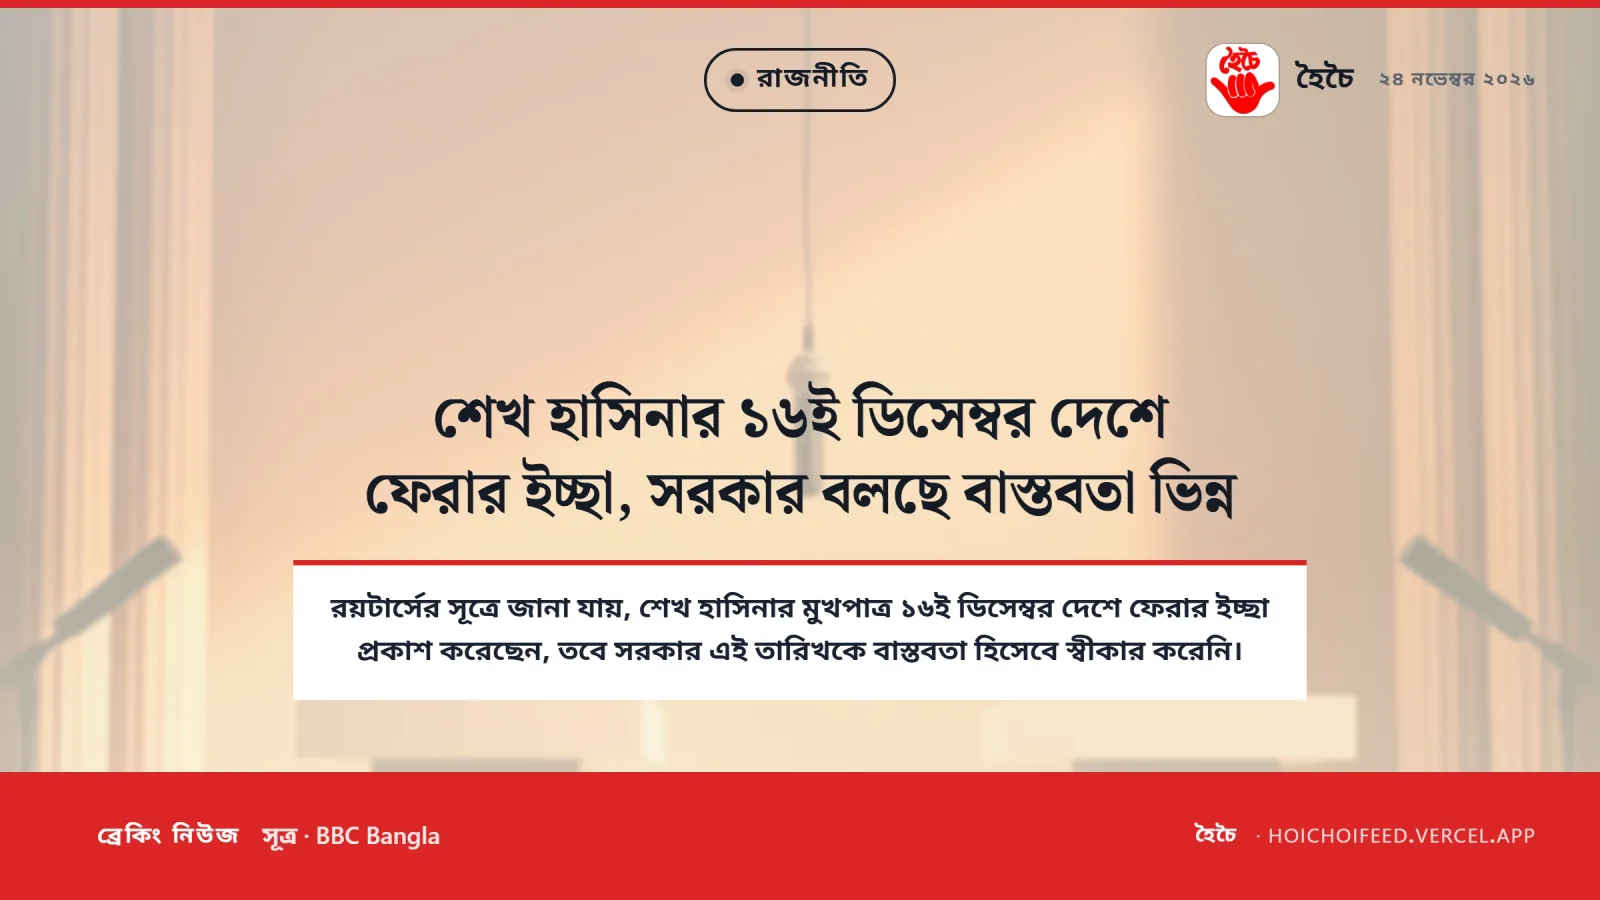 রাজনীতি
হৈচৈ
হৈচৈ ২৪ নভেম্বর ২০২৬
শেখ হাসিনার ১৬ই ডিসেম্বর দেশে
ফেরার ইচ্ছা, সরকার বলছে বাস্তবতা ভিন্ন
রয়টার্সের সূত্রে জানা যায়, শেখ হাসিনার মুখপাত্র ১৬ই ডিসেম্বর দেশে ফেরার ইচ্ছা
প্রকাশ করেছেন, তবে সরকার এই তারিখকে বাস্তবতা হিসেবে স্বীকার করেনি।
ব্রেকিং নিউজ সূত্র · BBC Bangla
হৈচৈ · HOICHOIFEED.VERCEL.APP